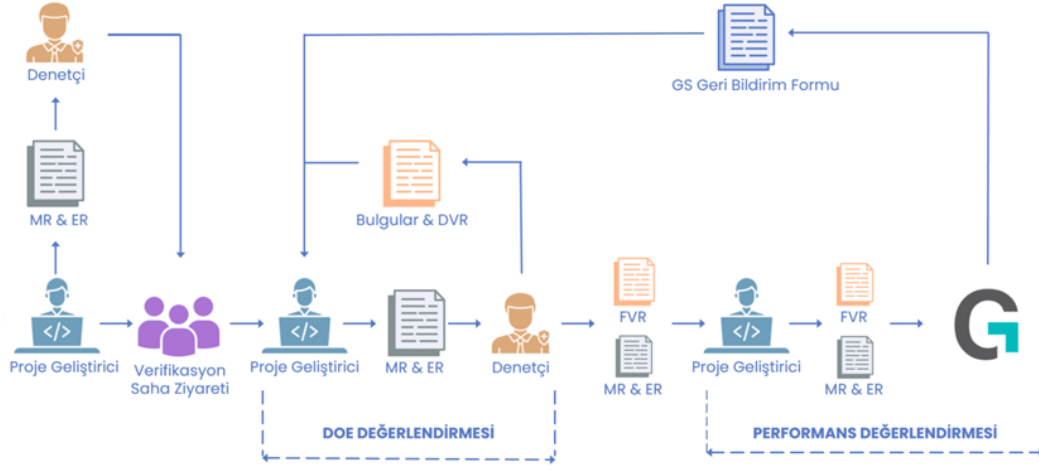 Denetçi
GS Geri Bildirim Formu
MR & ER
Bulgular & DVR
</>
Proje Geliştirici
Verifikasyon
Saha Ziyareti
</>
Proje Geliştirici
MR & ER
Denetçi
FVR
MR & ER
</>
Proje Geliştirici
FVR
MR & ER
G
DOE DEĞERLENDİRMESİ
PERFORMANS DEĞERLENDİRMESİ